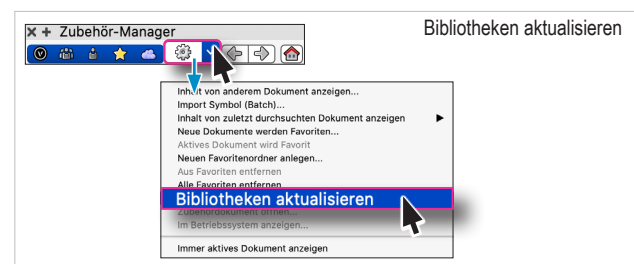 Bibliotheken aktualisieren
Zubehör-Manager
Inhalt von anderem Dokument anzeigen...
Import Symbol (Batch)...
Inhalt von zuletzt durchsuchten Dokument anzeigen
Neue Dokumente werden Favoriten...
Aktives Dokument wird Favorit
Neuen Favoritenordner anlegen...
Aus Favoriten entfernen
Alle Favoriten entfernen
Bibliotheken aktualisieren
Zubehördokument öffnen...
Im Betriebssystem anzeigen...
Immer aktives Dokument anzeigen